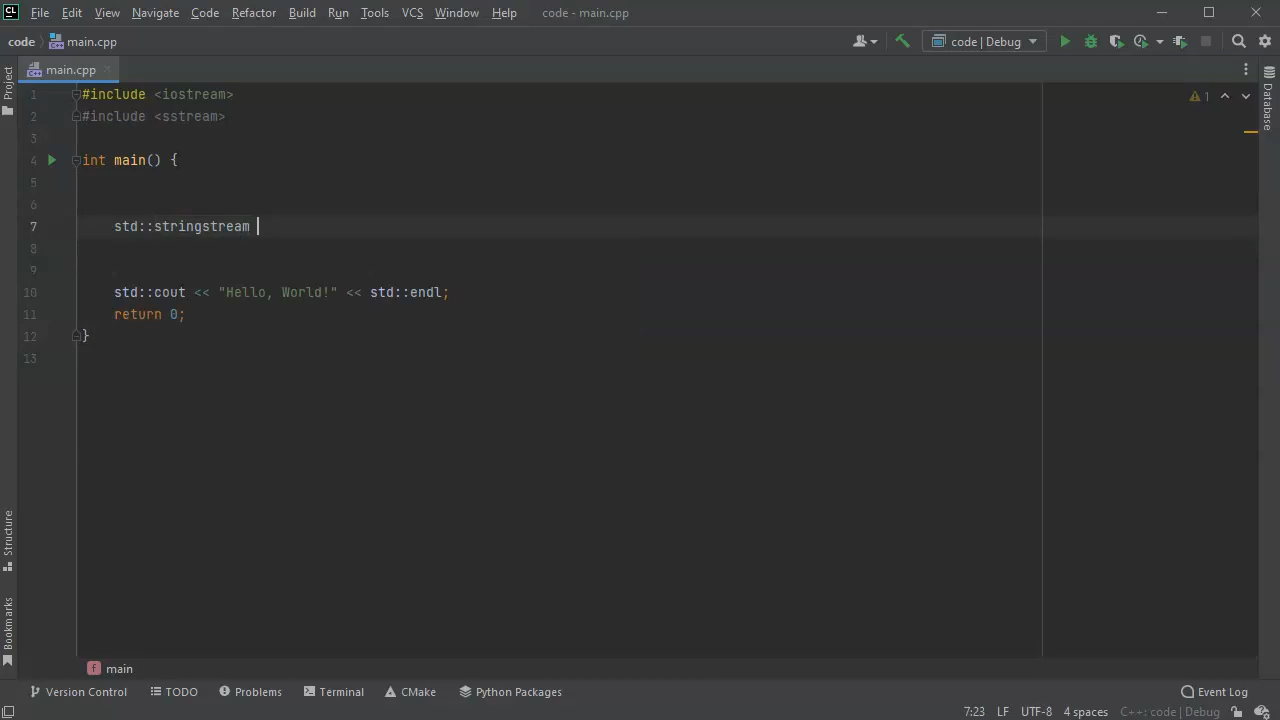 CL File Edit View Navigate Code Refactor Build Run Tools VCS Window Help code - main.cpp
code main.cpp code | Debug
Project main.cpp Database
1 #include <iostream> 1
2 #include <sstream>
3
4 int main() {
5
6
7 std::stringstream
8
9
10 std::cout << "Hello, World!" << std::endl;
11 return 0;
12 }
13
Structure
Bookmarks
f main
Version Control TODO Problems Terminal CMake Python Packages Event Log
7:23 LF UTF-8 4 spaces C++: code | Debug